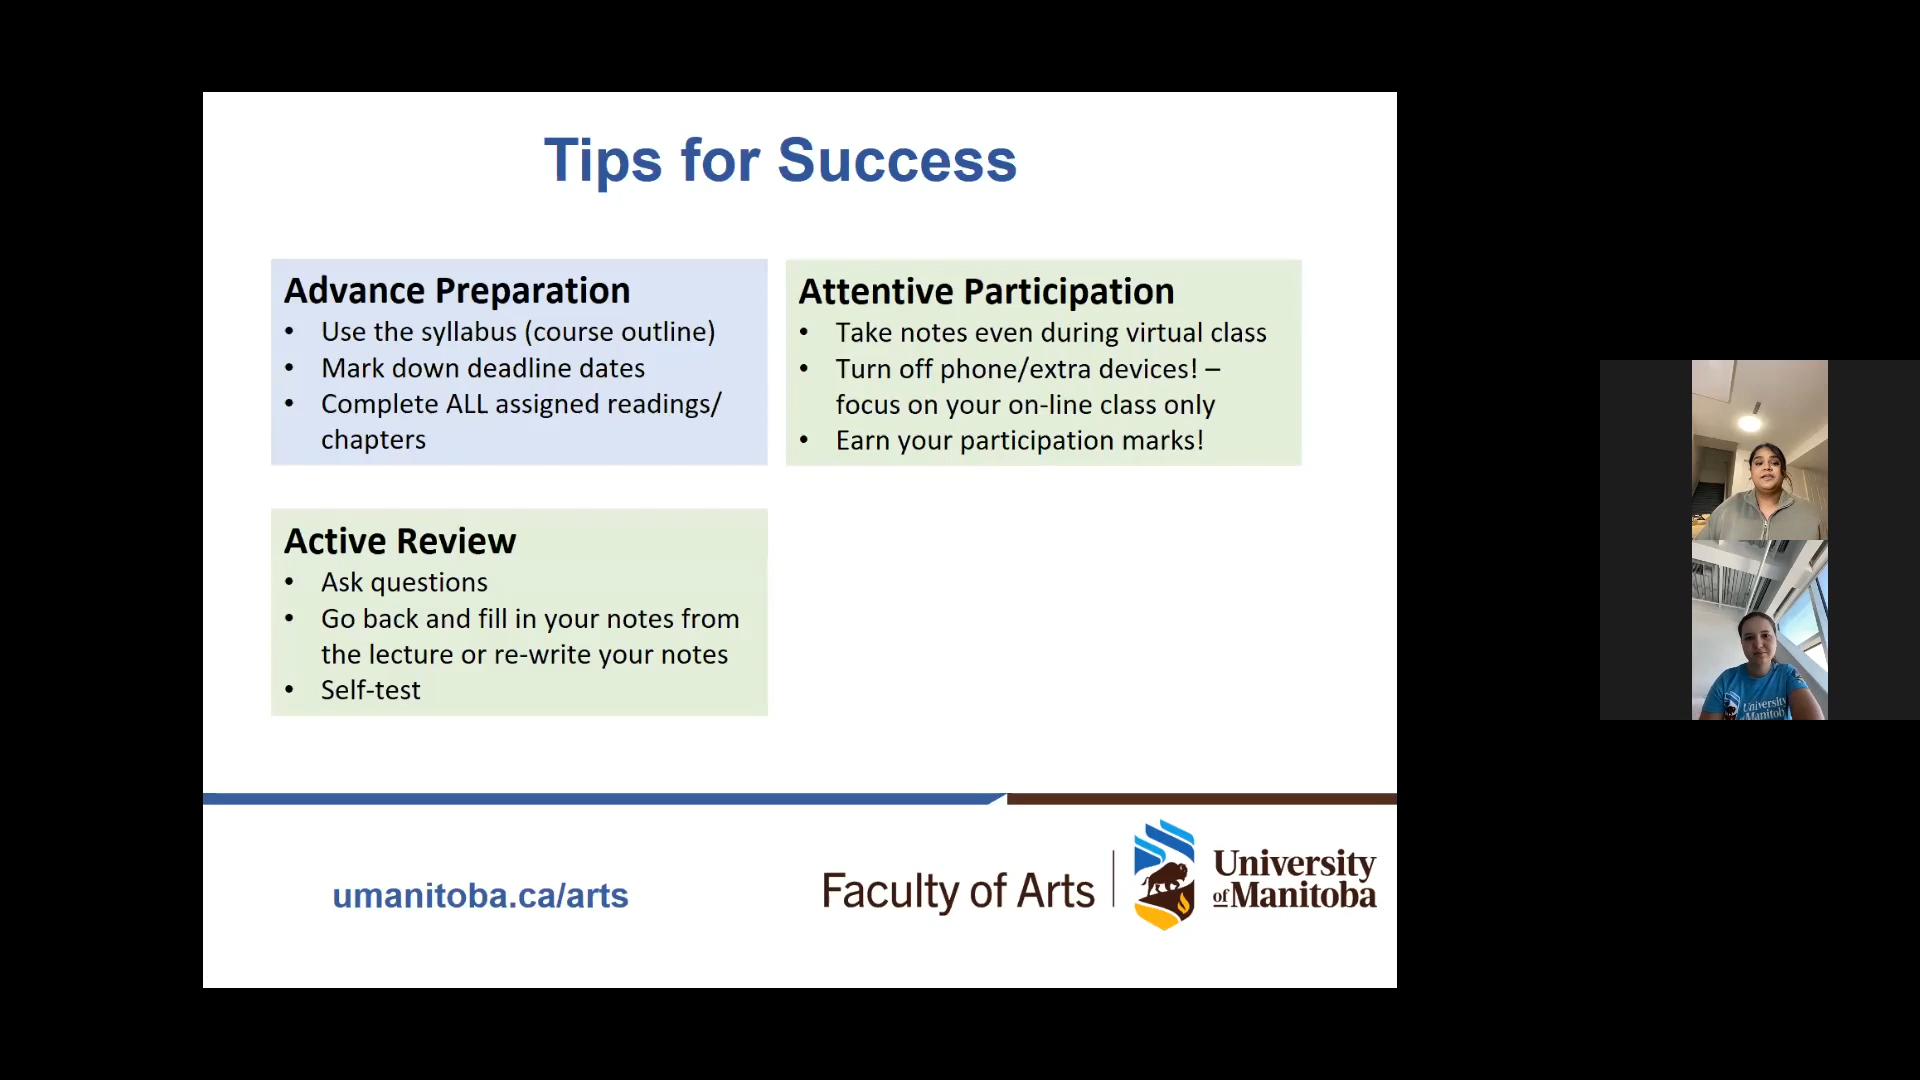 Tips for Success
Advance Preparation
• Use the syllabus (course outline)
• Mark down deadline dates
• Complete ALL assigned readings/
chapters
Attentive Participation
• Take notes even during virtual class
• Turn off phone/extra devices! –
focus on your on-line class only
• Earn your participation marks!
Active Review
• Ask questions
• Go back and fill in your notes from
the lecture or re-write your notes
• Self-test
umanitoba.ca/arts
Faculty of Arts
University
of Manitoba
University
of Manitob